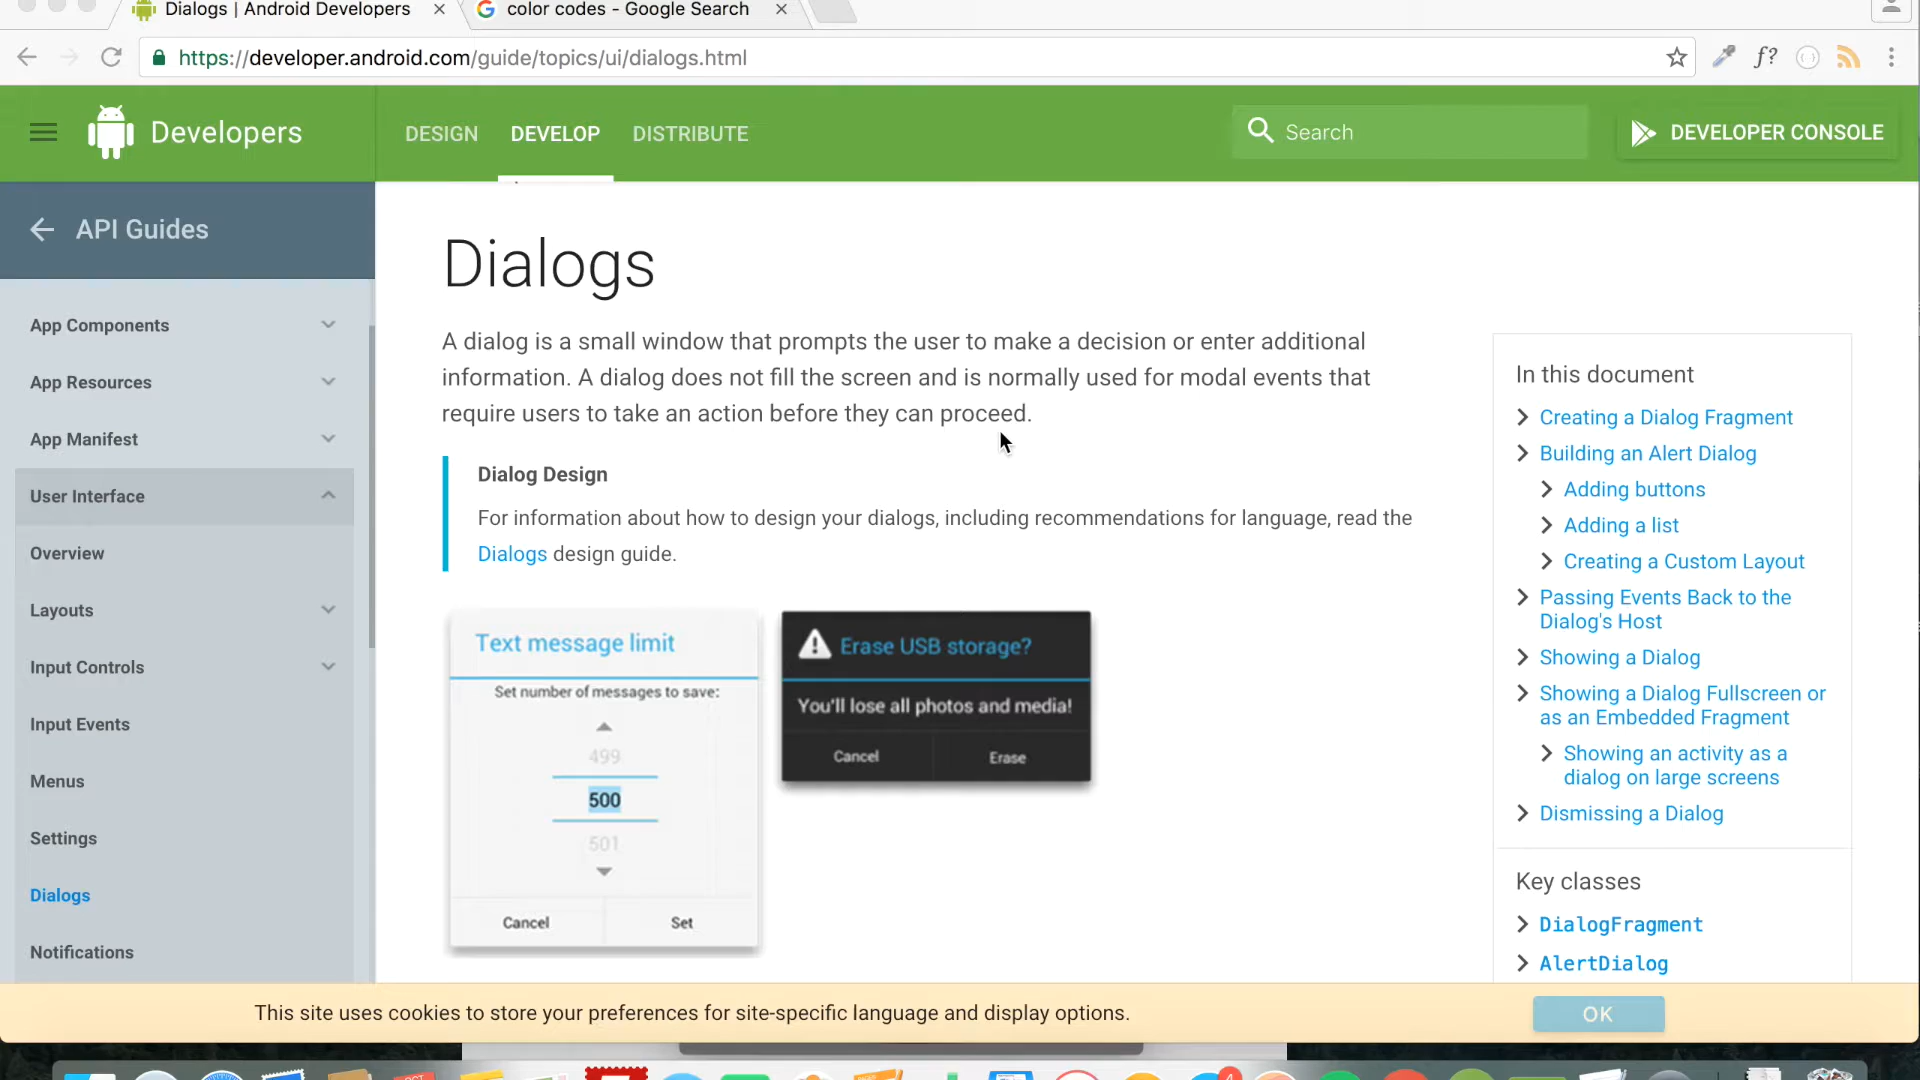 Dialogs | Android Developers
color codes - Google Search
https://developer.android.com/guide/topics/ui/dialogs.html
f?
Developers
DESIGN
DEVELOP
DISTRIBUTE
Search
DEVELOPER CONSOLE
API Guides
App Components
App Resources
App Manifest
User Interface
Overview
Layouts
Input Controls
Input Events
Menus
Settings
Dialogs
Notifications
Dialogs
A dialog is a small window that prompts the user to make a decision or enter additional
information. A dialog does not fill the screen and is normally used for modal events that
require users to take an action before they can proceed.
Dialog Design
For information about how to design your dialogs, including recommendations for language, read the
Dialogs design guide.
Text message limit
Set number of messages to save:
499
500
501
Cancel
Set
Erase USB storage?
You'll lose all photos and media!
Cancel
Erase
In this document
Creating a Dialog Fragment
Building an Alert Dialog
Adding buttons
Adding a list
Creating a Custom Layout
Passing Events Back to the
Dialog's Host
Showing a Dialog
Showing a Dialog Fullscreen or
as an Embedded Fragment
Showing an activity as a
dialog on large screens
Dismissing a Dialog
Key classes
DialogFragment
AlertDialog
This site uses cookies to store your preferences for site-specific language and display options.
OK